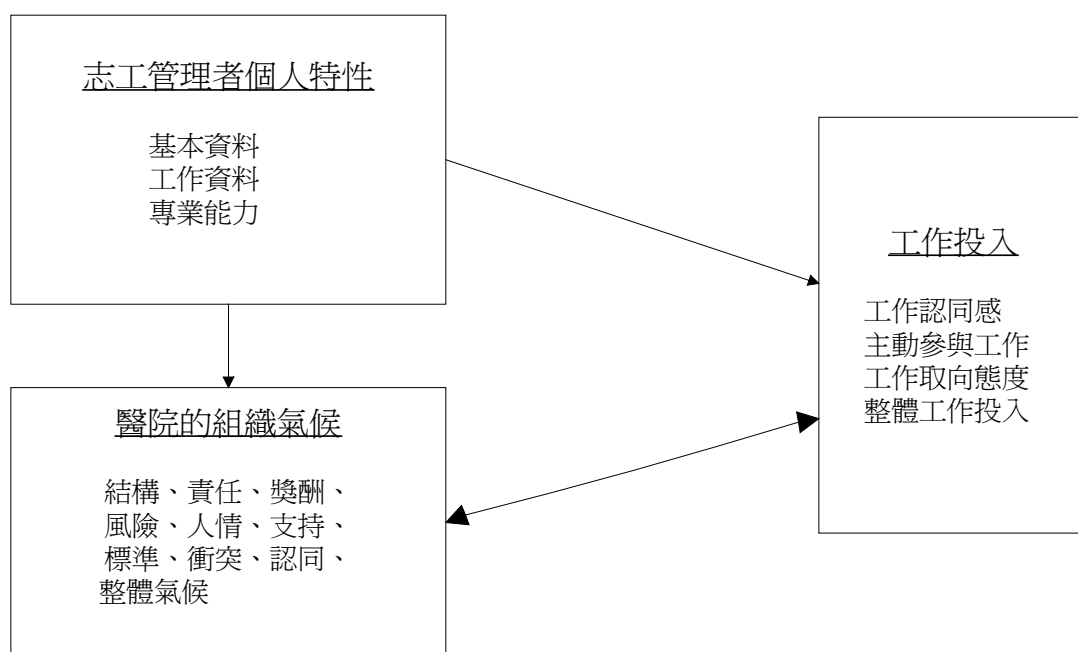 志工管理者個人特性
基本資料
工作資料
專業能力
醫院的組織氣候
結構、責任、獎酬、
風險、人情、支持、
標準、衝突、認同、
整體氣候
工作投入
工作認同感
主動參與工作
工作取向態度
整體工作投入